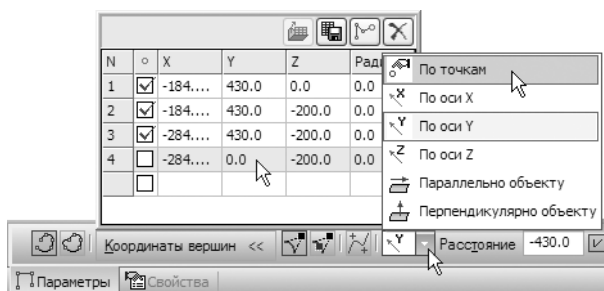 N X Y Z Ради
1 -184.... 430.0 0.0 0.0
По точкам
2 -184.... 430.0 -200.0 0.0
По оси X
3 -284.... 430.0 -200.0 0.0
По оси Y
4 -284.... 0.0 -200.0 0.0
По оси Z
Параллельно объекту
Перпендикулярно объекту
Координаты вершин << Y Расстояние -430.0
Параметры Свойства